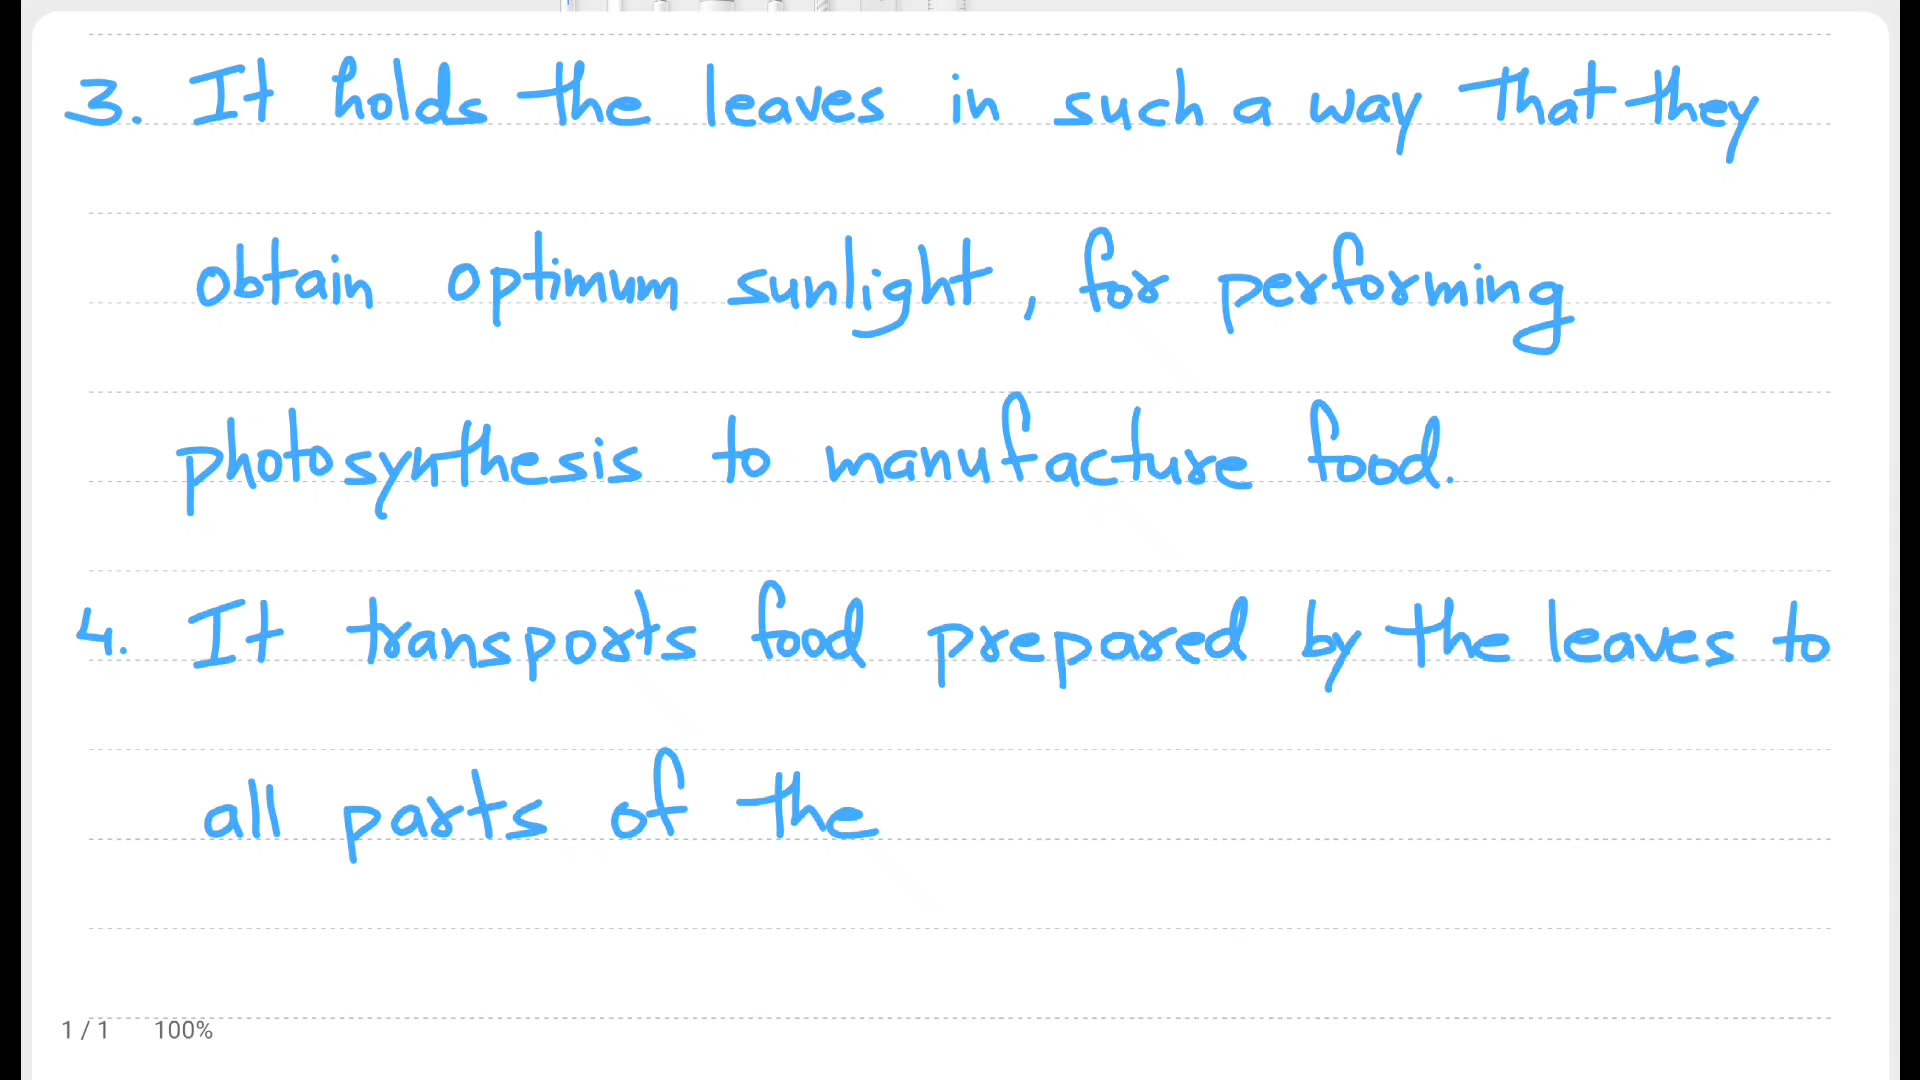 3. It holds the leaves in such a way that they
obtain optimum sunlight, for performing
photosynthesis to manufacture food.
4. It transports food prepared by the leaves to
all parts of the
1 / 1 100%